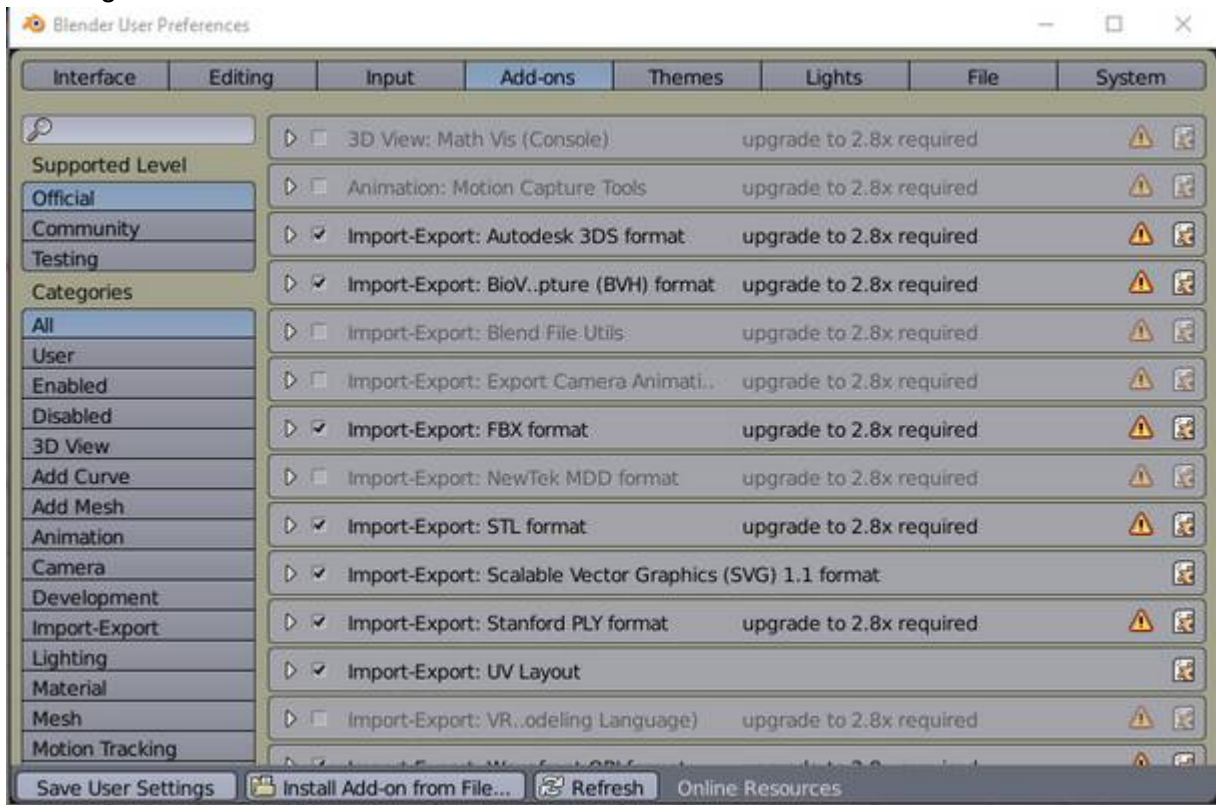 Blender User Preferences
Interface Editing Input Add-ons Themes Lights File System
Supported Level
Official
Community
Testing
Categories
All
User
Enabled
Disabled
3D View
Add Curve
Add Mesh
Animation
Camera
Development
Import-Export
Lighting
Material
Mesh
Motion Tracking
3D View: Math Vis (Console) upgrade to 2.8x required
Animation: Motion Capture Tools upgrade to 2.8x required
Import-Export: Autodesk 3DS format upgrade to 2.8x required
Import-Export: BioV..pture (BVH) format upgrade to 2.8x required
Import-Export: Blend File Utils upgrade to 2.8x required
Import-Export: Export Camera Animati.. upgrade to 2.8x required
Import-Export: FBX format upgrade to 2.8x required
Import-Export: NewTek MDD format upgrade to 2.8x required
Import-Export: STL format upgrade to 2.8x required
Import-Export: Scalable Vector Graphics (SVG) 1.1 format
Import-Export: Stanford PLY format upgrade to 2.8x required
Import-Export: UV Layout
Import-Export: VR..odeling Language) upgrade to 2.8x required
Save User Settings Install Add-on from File... Refresh Online Resources